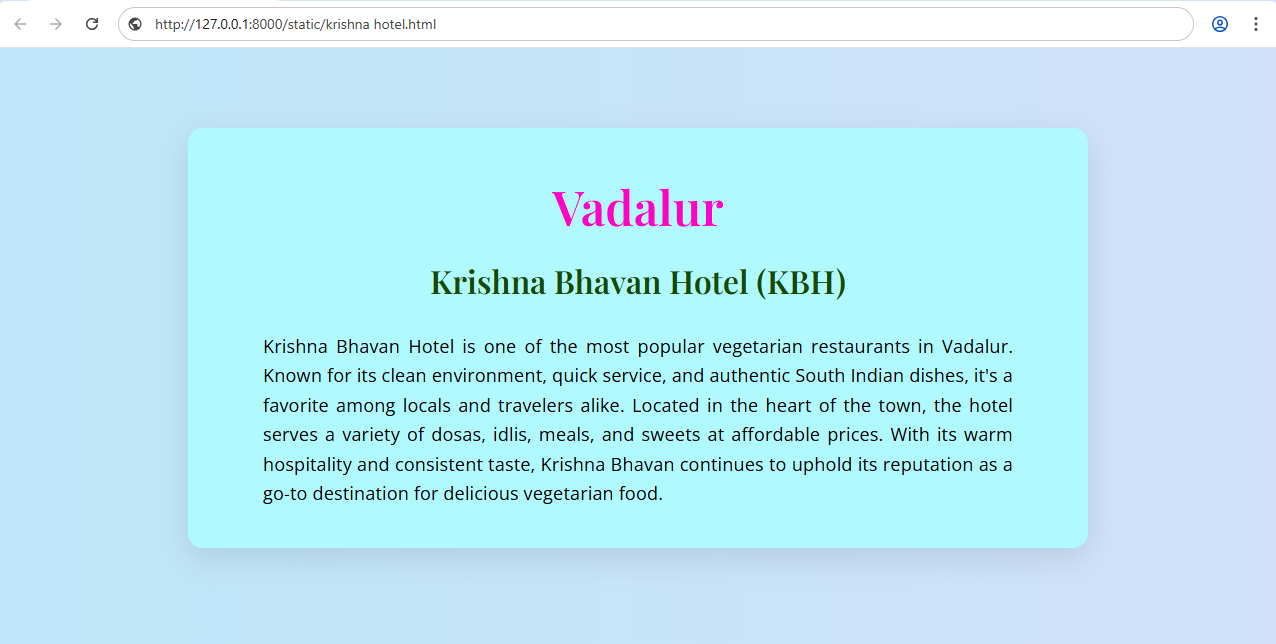 http://127.0.0.1:8000/static/krishna hotel.html
Vadalur
Krishna Bhavan Hotel (KBH)
Krishna Bhavan Hotel is one of the most popular vegetarian restaurants in Vadalur.
Known for its clean environment, quick service, and authentic South Indian dishes, it's a
favorite among locals and travelers alike. Located in the heart of the town, the hotel
serves a variety of dosas, idlis, meals, and sweets at affordable prices. With its warm
hospitality and consistent taste, Krishna Bhavan continues to uphold its reputation as a
go-to destination for delicious vegetarian food.